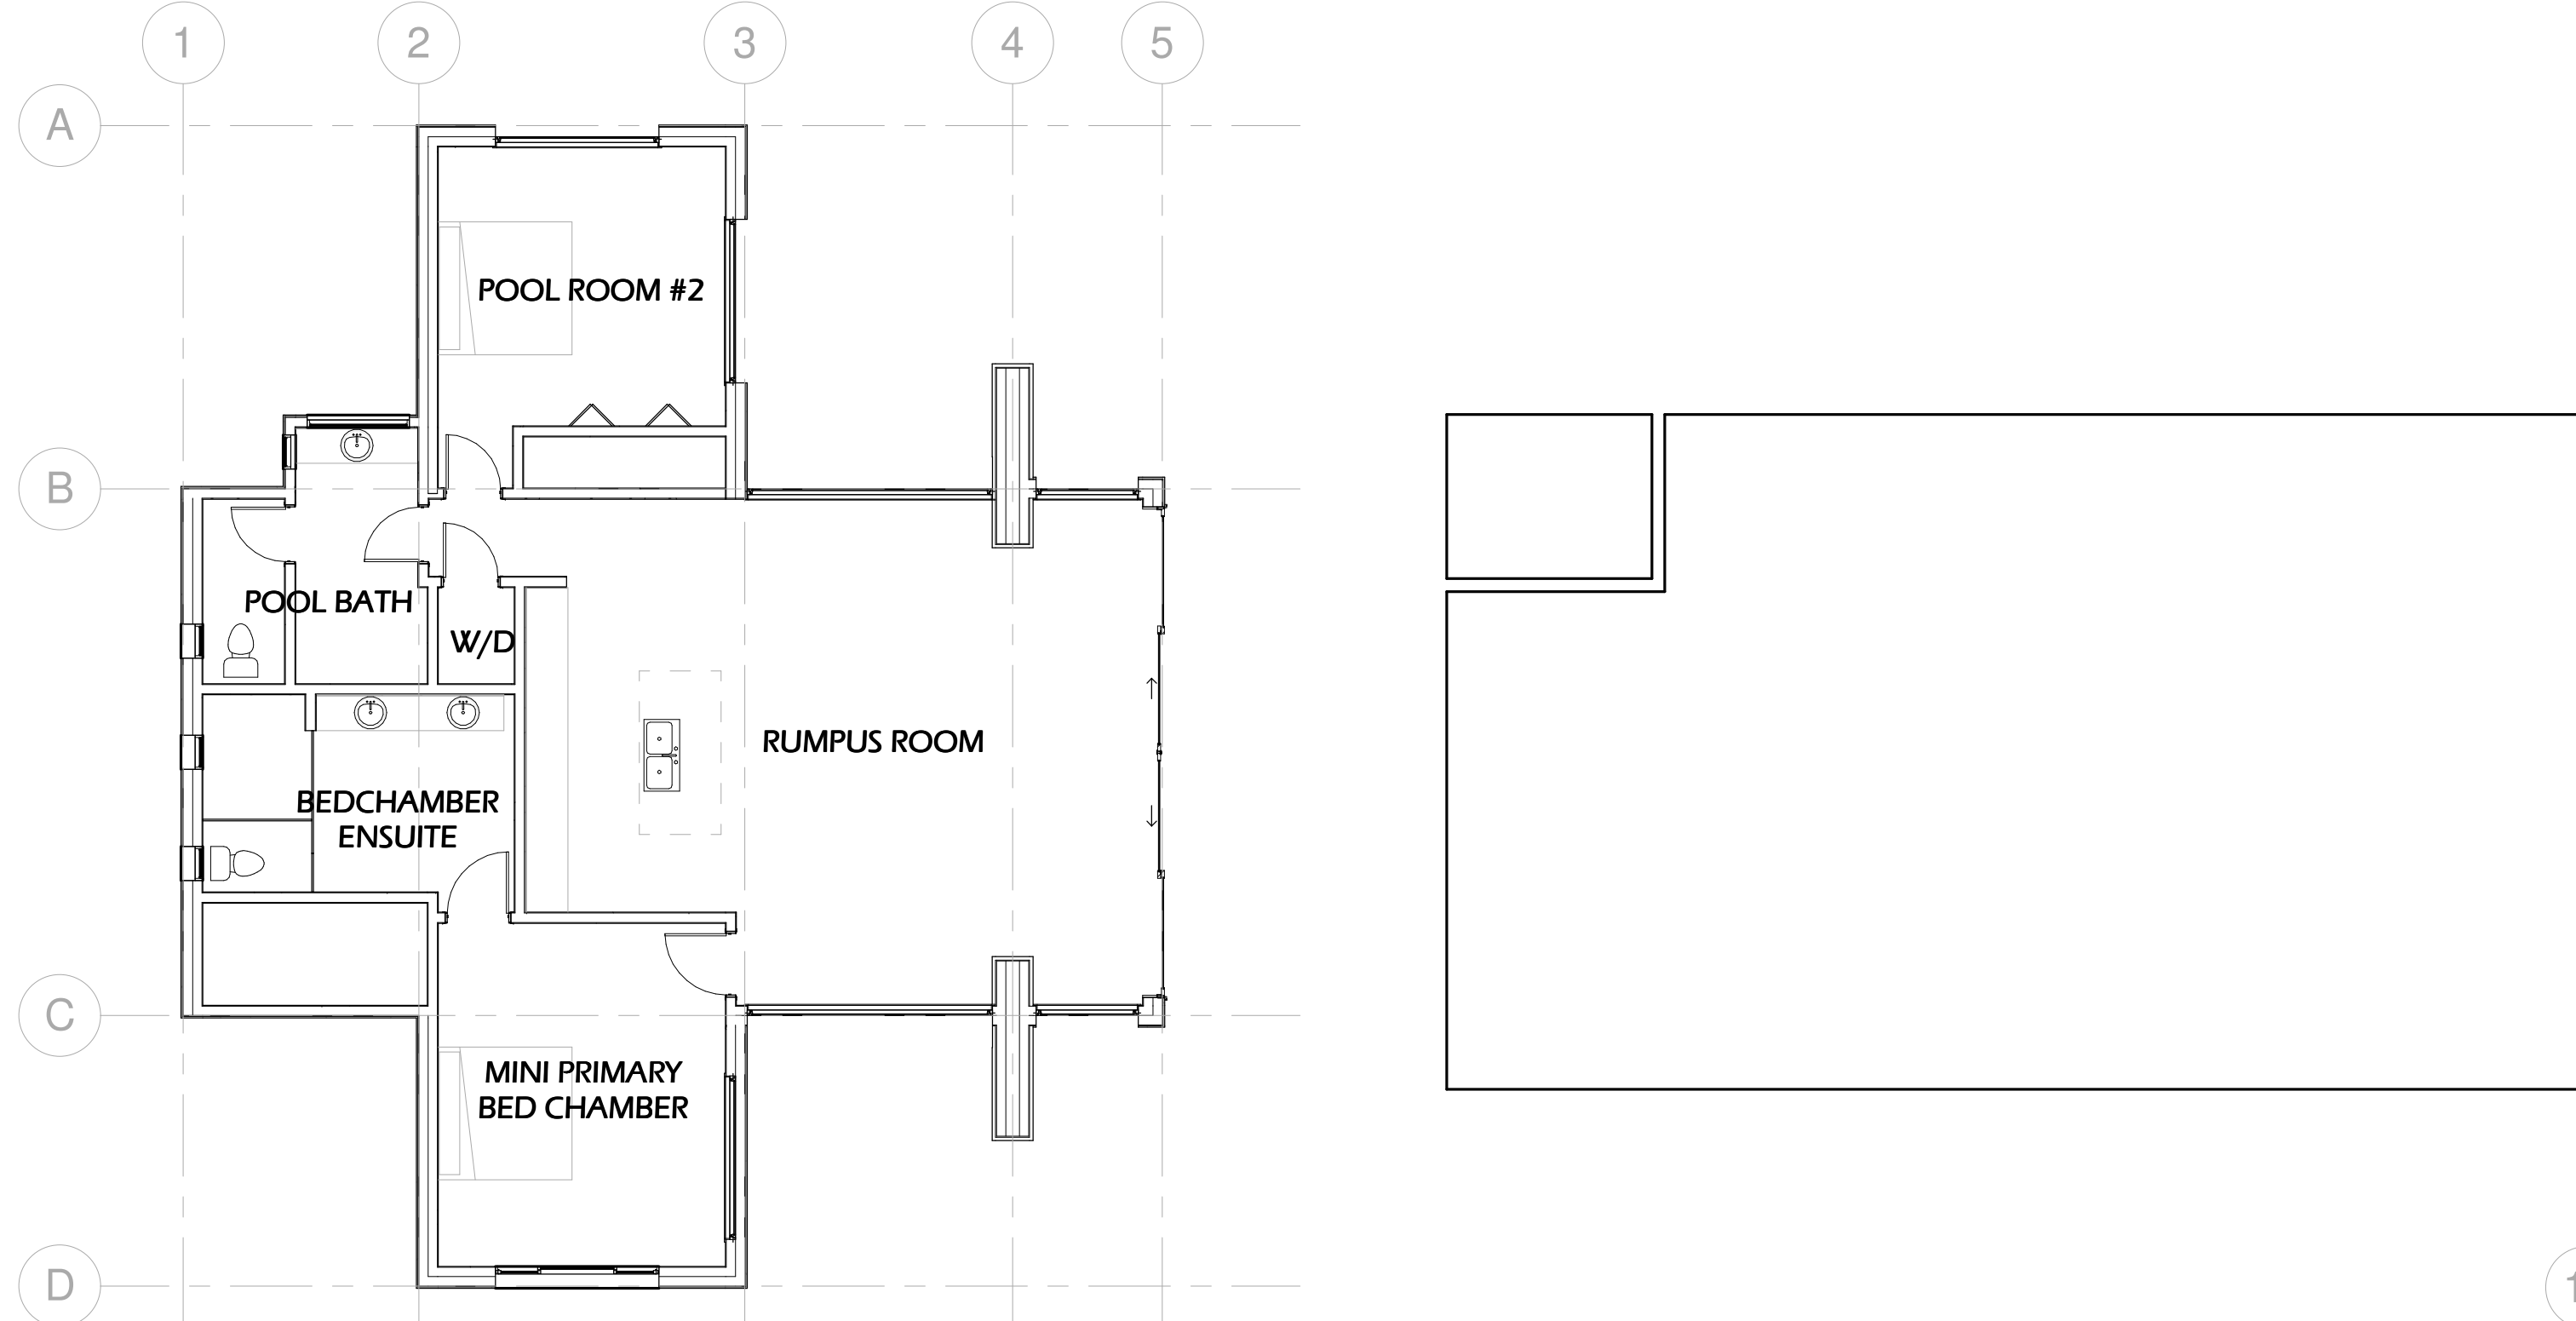 1
2
3
4
5
A
POOL ROOM #2
B
POOL BATH
W/D
RUMPUS ROOM
BEDCHAMBER
ENSUITE
C
MINI PRIMARY
BED CHAMBER
D